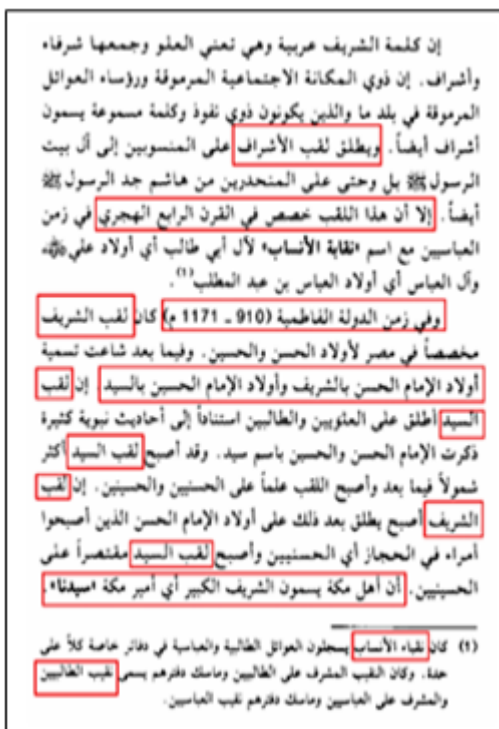 إن كلمة الشريف عربية وهي تعني العلو وجمعها شرفاء
وأشراف. إن ذوي المكانة الاجتماعية المرموقة ورؤساء العوائل
المرموقة في بلد ما والذين يكونون ذوي نفوذ وكلمة مسموعة يسمون
أشراف أيضاً. ويطلق لقب الأشراف على المنسوبين إلى آل بيت
الرسول ﷺ بل وحتى على المنحدرين من هاشم جد الرسول ﷺ
أيضاً. إلا أن هذا اللقب خصص في القرن الرابع الهجري في زمن
العباسيين مع اسم «نقابة الأنساب» لآل أبي طالب أي أولاد علي
وآل العباس أي أولاد العباس بن عبد المطلب(1).
وفي زمن الدولة الفاطمية (910 - 1171 م) كان لقب الشريف
مخصصاً في مصر لأولاد الحسن والحسين. وفيما بعد شاعت تسمية
أولاد الإمام الحسن بالشريف وأولاد الإمام الحسين بالسيد إن لقب
السيد أطلق على العلويين والطالبين استناداً إلى أحاديث نبوية كثيرة
ذكرت الإمام الحسن والحسين باسم سيد. وقد أصبح لقب السيد أكثر
شمولاً فيما بعد وأصبح اللقب علماً على الحسنيين والحسينين. إن لقب
الشريف أصبح يطلق بعد ذلك على أولاد الإمام الحسن الذين أصبحوا
أمراء في الحجاز أي الحسنيين وأصبح لقب السيد مقتصراً على
الحسينيين. أن أهل مكة يسمون الشريف الكبير أي أمير مكة «سيدنا».
(1) كان نقباء الأنساب يسجلون العوائل الطالبية والعباسية في دفاتر خاصة كلاً على
حدة. وكان النقيب المشرف على الطالبيين وماسك دفترهم يسمى نقيب الطالبيين
والمشرف على العباسيين وماسك دفترهم نقيب العباسيين.